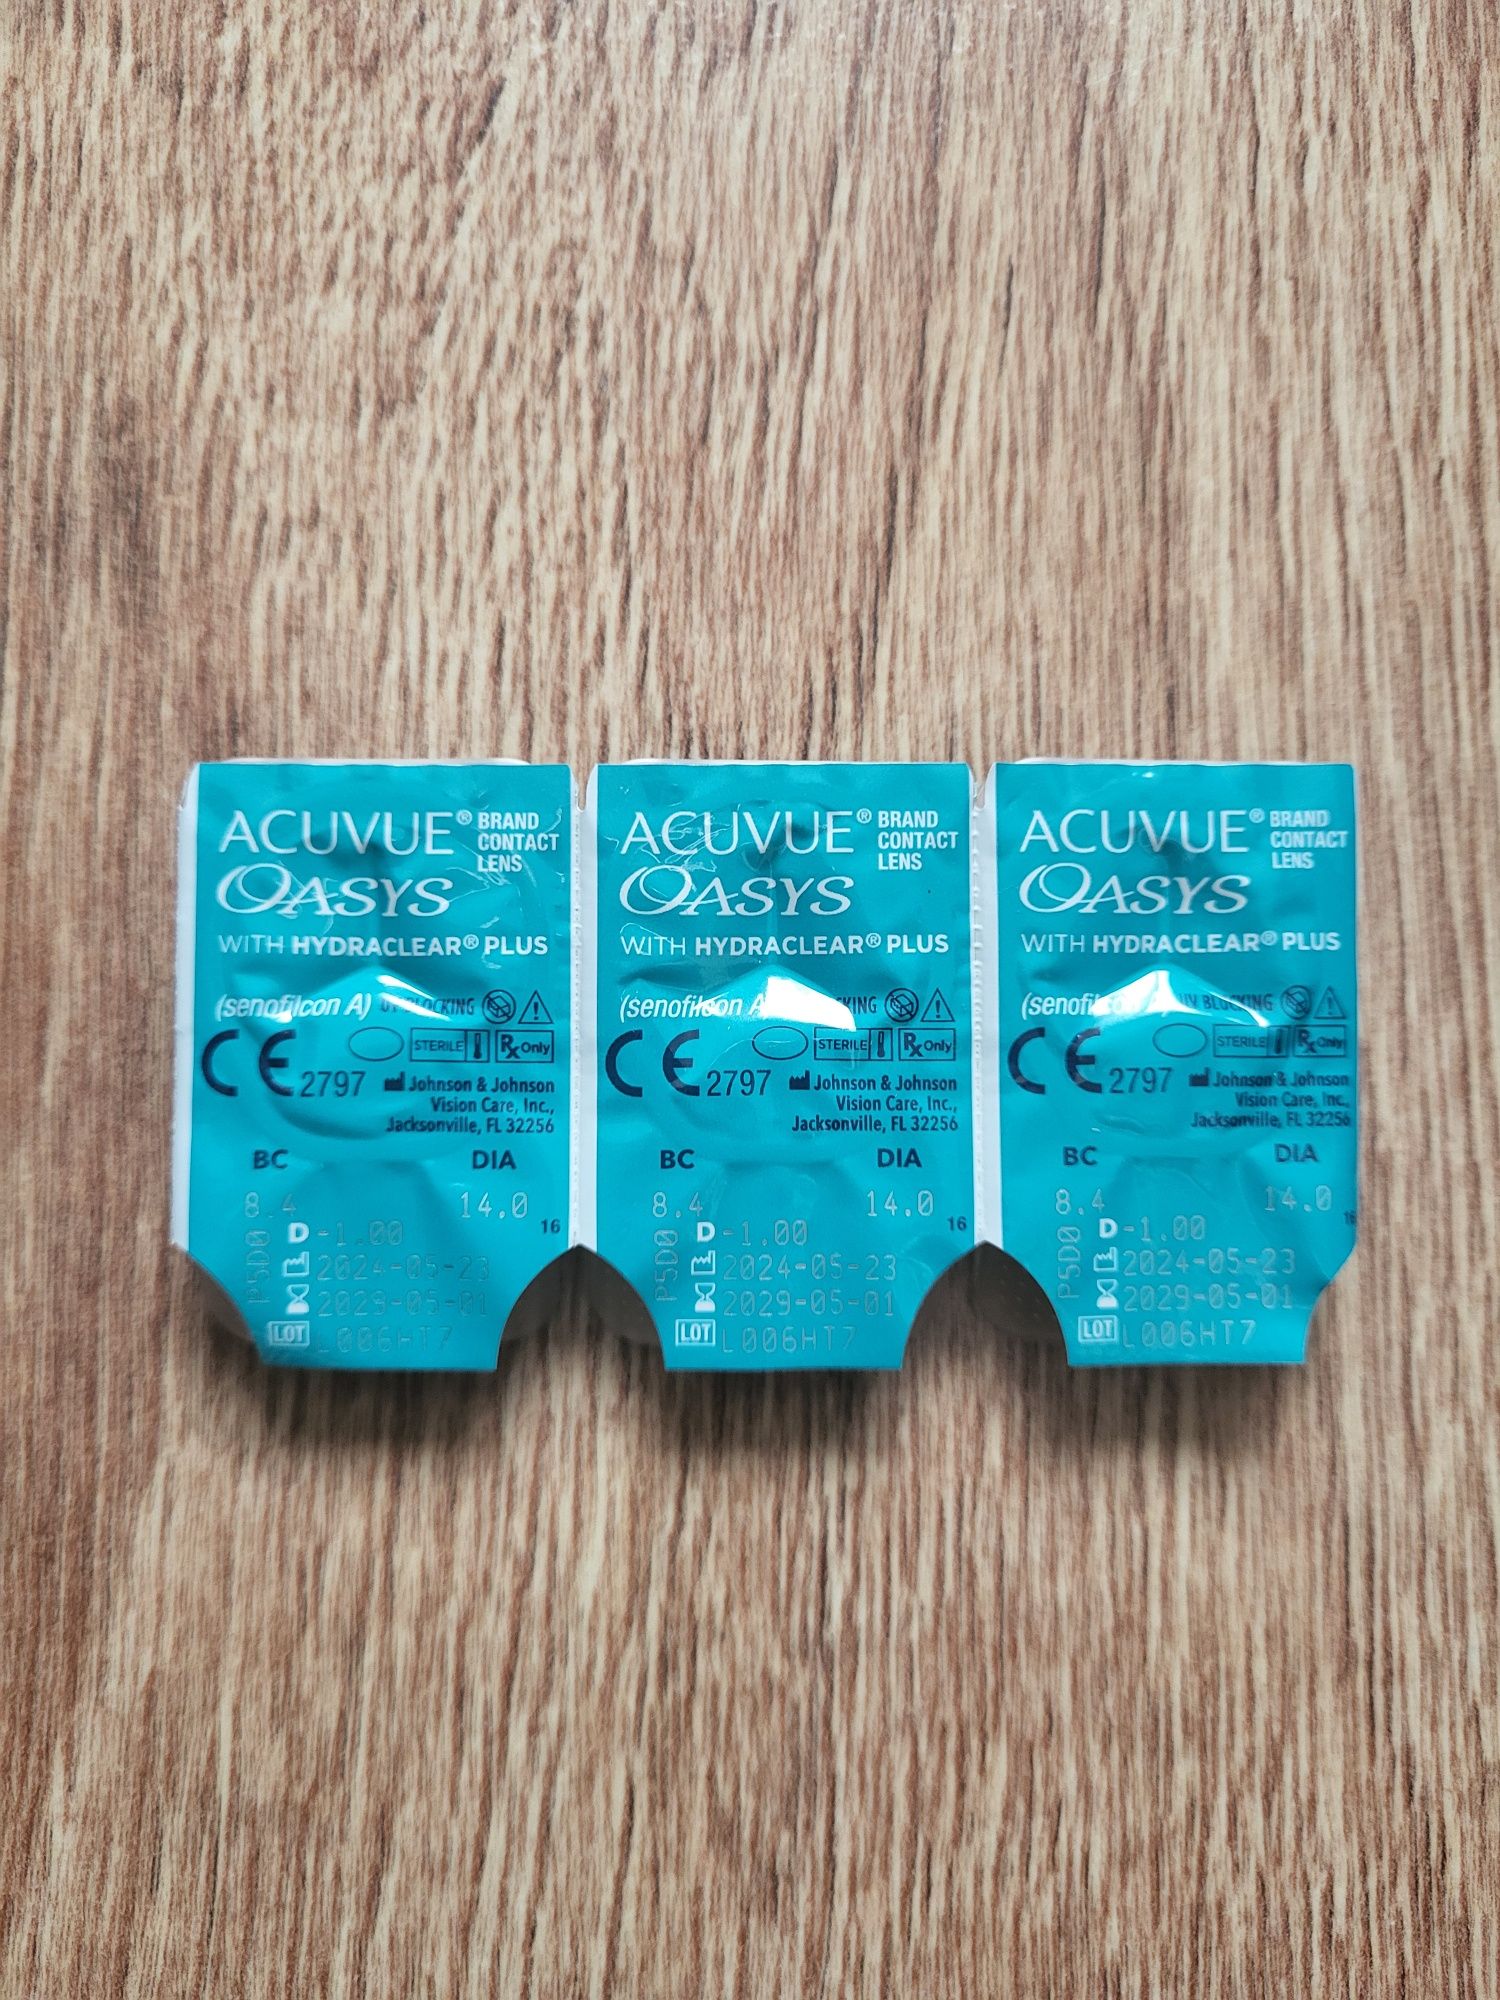 ACUVUE® BRAND
CONTACT
LENS
OASYS
WITH HYDRACLEAR® PLUS
(senofilcon A) UV BLOCKING
CE 2797 STERILE Rx Only
Johnson & Johnson
Vision Care, Inc.,
Jacksonville, FL 32256
BC DIA
8.4 14.0
16
P5D0
D -1.00
2024-05-23
2029-05-01
LOT L006HT7
ACUVUE® BRAND
CONTACT
LENS
OASYS
WITH HYDRACLEAR® PLUS
(senofilcon A
CE 2797 STERILE Rx Only
Johnson & Johnson
Vision Care, Inc.,
Jacksonville, FL 32256
BC DIA
8.4 14.0
16
P5D0
D -1.00
2024-05-23
2029-05-01
LOT L006HT7
ACUVUE® BRAND
CONTACT
LENS
OASYS
WITH HYDRACLEAR® PLUS
UV BLOCKING
CE 2797 STERILE Rx Only
Johnson & Johnson
Vision Care, Inc.,
Jacksonville, FL 32256
BC DIA
8.4 14.0
16
P5D0
D -1.00
2024-05-23
2029-05-01
LOT L006HT7